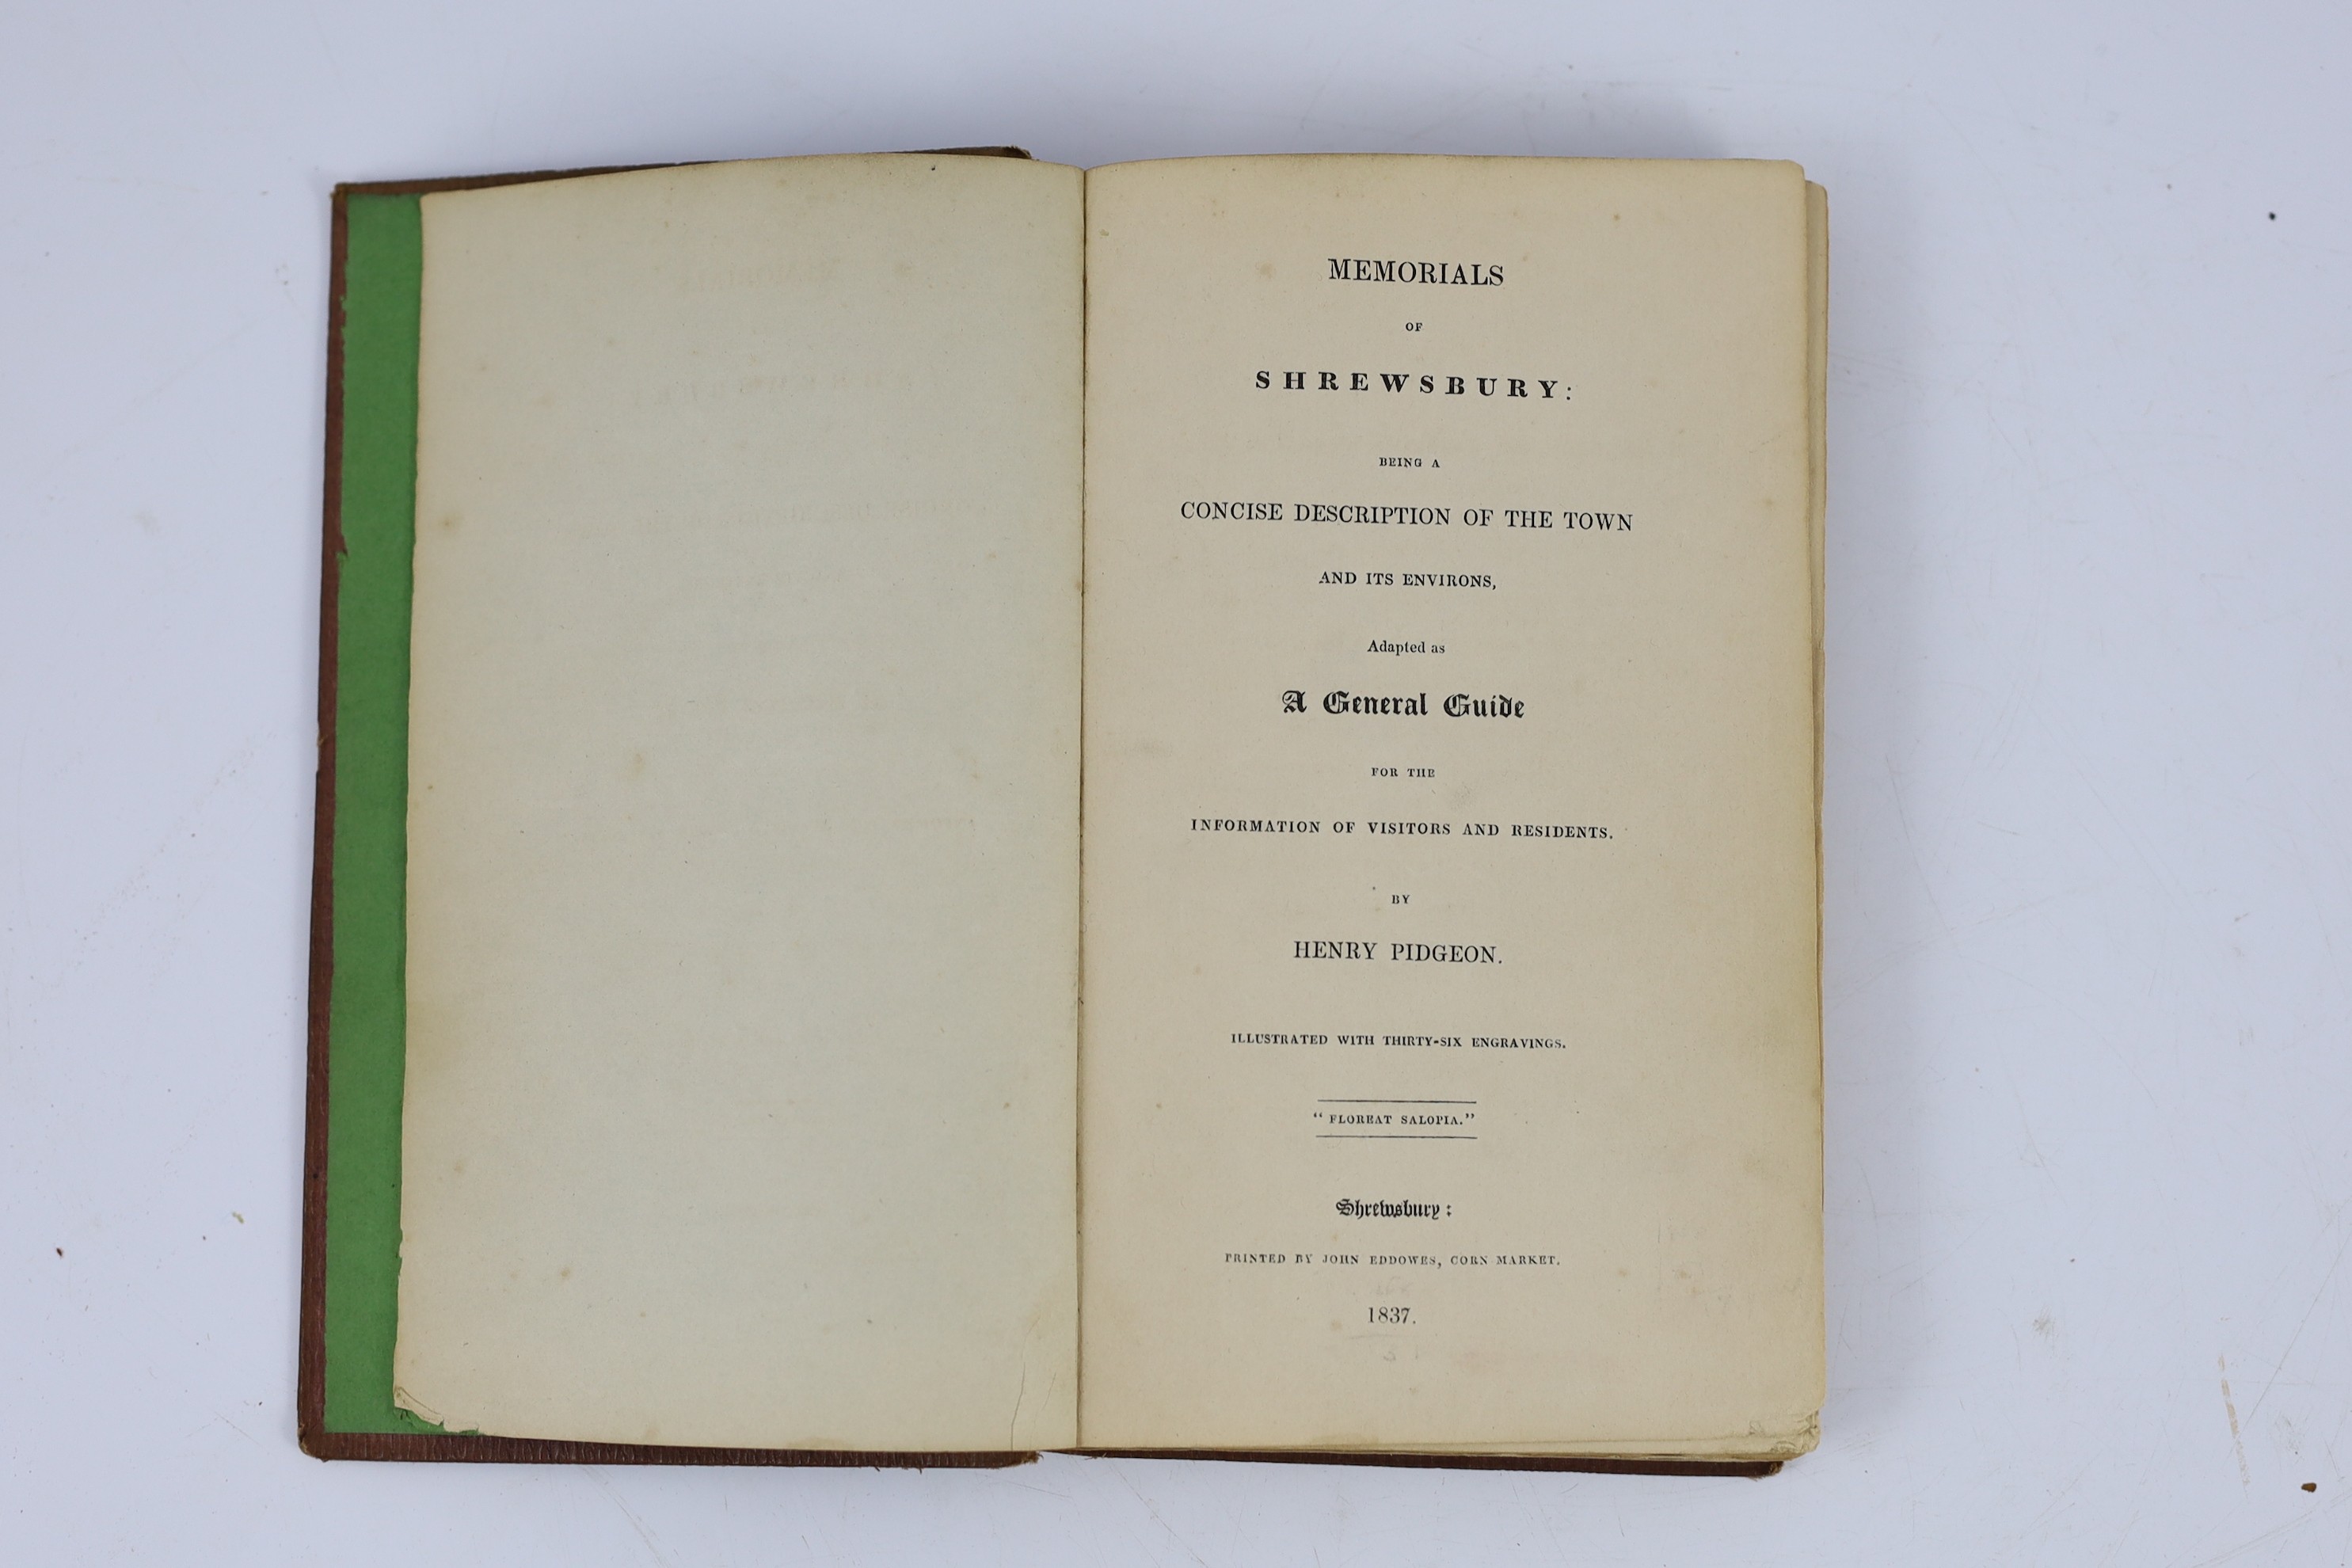 MEMORIALS
OF
SHREWSBURY:
BEING A
CONCISE DESCRIPTION OF THE TOWN
AND ITS ENVIRONS,
Adapted as
A General Guide
FOR THE
INFORMATION OF VISITORS AND RESIDENTS.
BY
HENRY PIDGEON.
ILLUSTRATED WITH THIRTY-SIX ENGRAVINGS.
“FLOREAT SALOPIA.”
Shrewsbury:
PRINTED BY JOHN EDDOWES, CORN MARKET.
1837.